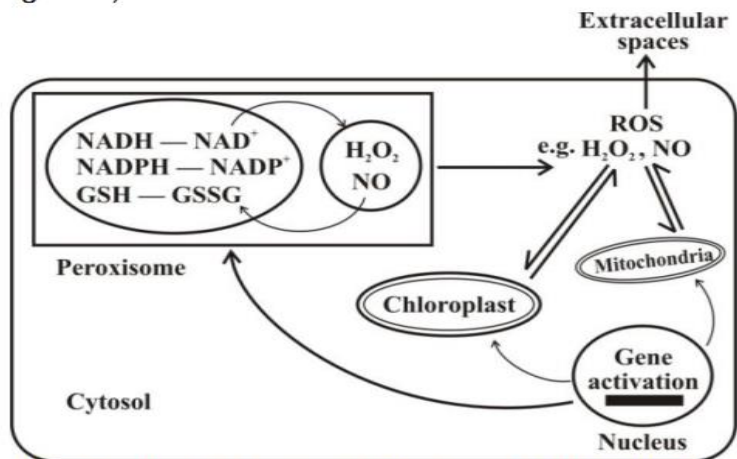 Extracellular
spaces
NADH — NAD⁺
NADPH — NADP⁺
GSH — GSSG
H₂O₂
NO
ROS
e.g. H₂O₂, NO
Peroxisome
Mitochondria
Chloroplast
Gene
activation
Cytosol
Nucleus